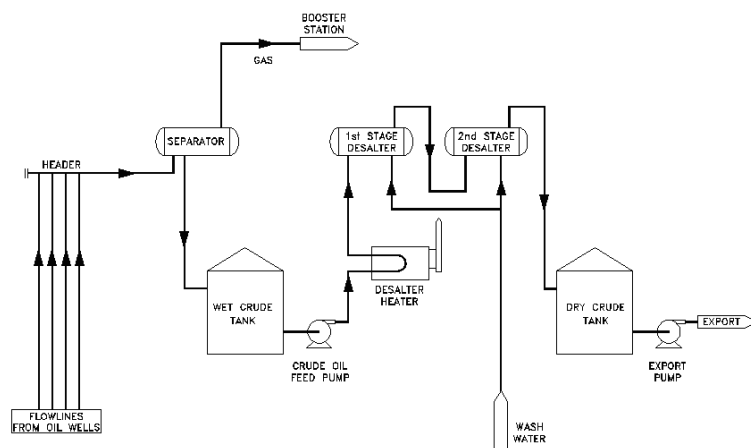 BOOSTER
STATION
GAS
SEPARATOR
1st STAGE
DESALTER
2nd STAGE
DESALTER
HEADER
DESALTER
HEATER
WET CRUDE
TANK
DRY CRUDE
TANK
EXPORT
CRUDE OIL
FEED PUMP
EXPORT
PUMP
FLOWLINES
FROM OIL WELLS
WASH
WATER